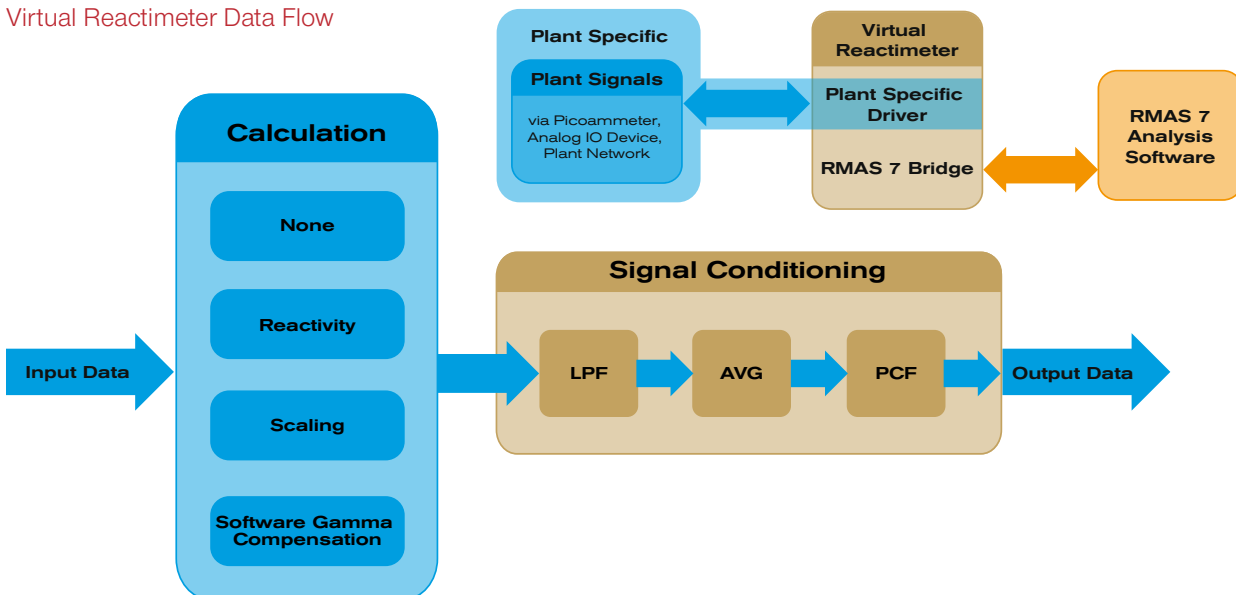 Virtual Reactimeter Data Flow
Plant Specific
Plant Signals
via Picoammeter,
Analog IO Device,
Plant Network
Virtual
Reactimeter
Plant Specific
Driver
RMAS 7 Bridge
RMAS 7
Analysis
Software
Calculation
None
Reactivity
Scaling
Software Gamma
Compensation
Input Data
Signal Conditioning
LPF
AVG
PCF
Output Data